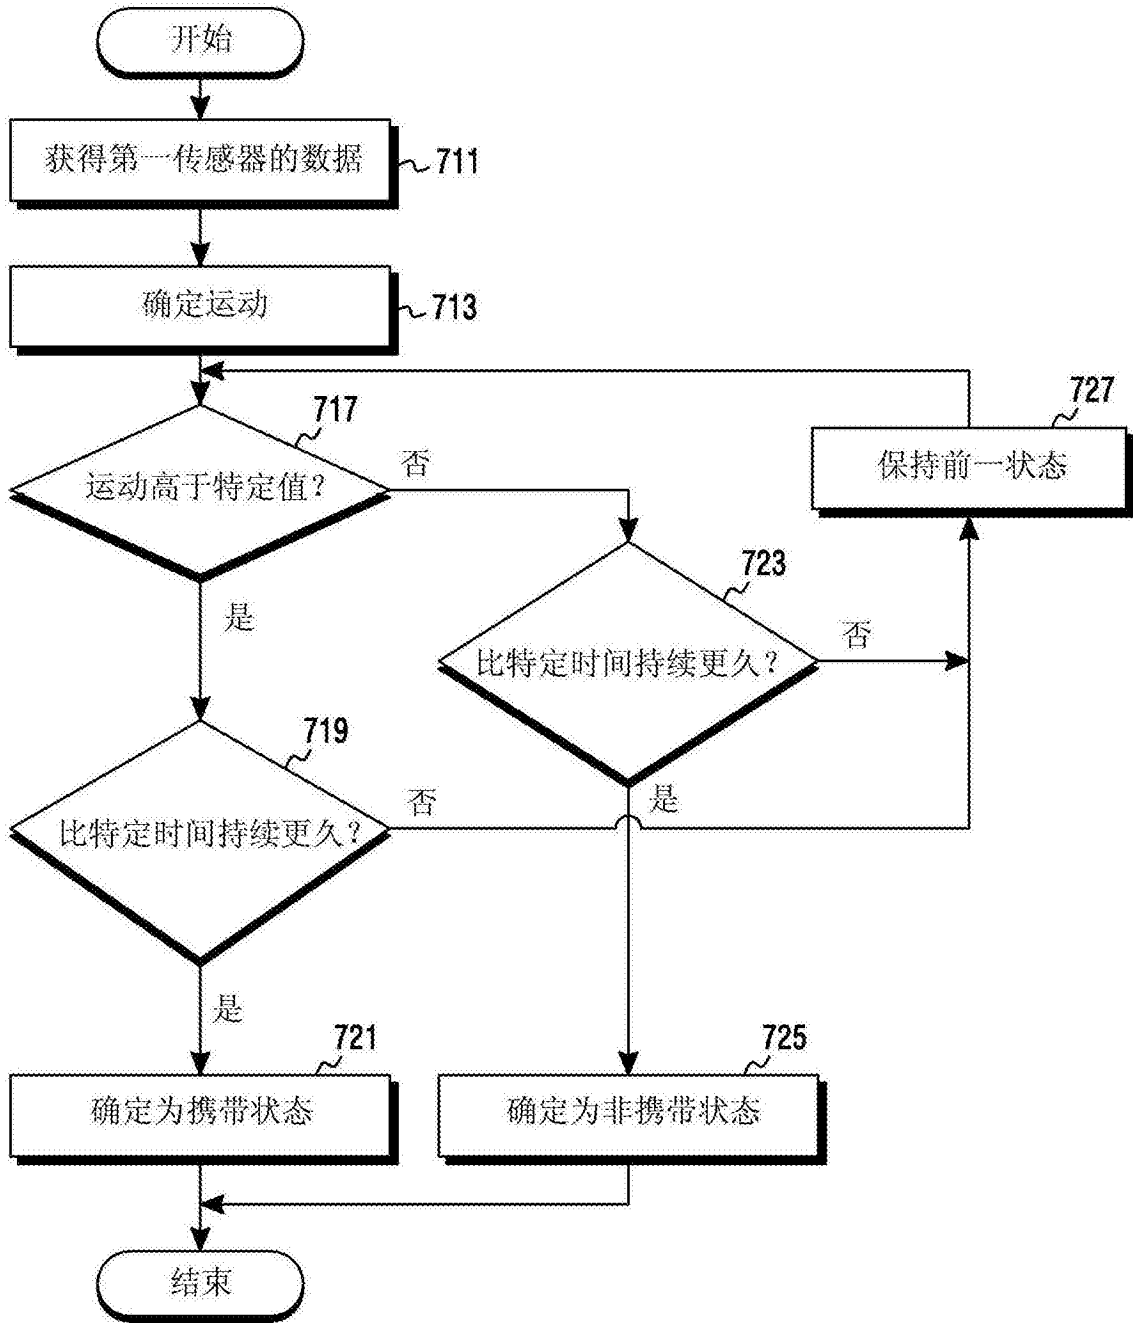 开始
获得第一传感器的数据
711
确定运动
713
727
保持前一状态
717
运动高于特定值？
否
是
723
比特定时间持续更久？
否
是
719
比特定时间持续更久？
否
是
721
确定为携带状态
725
确定为非携带状态
结束